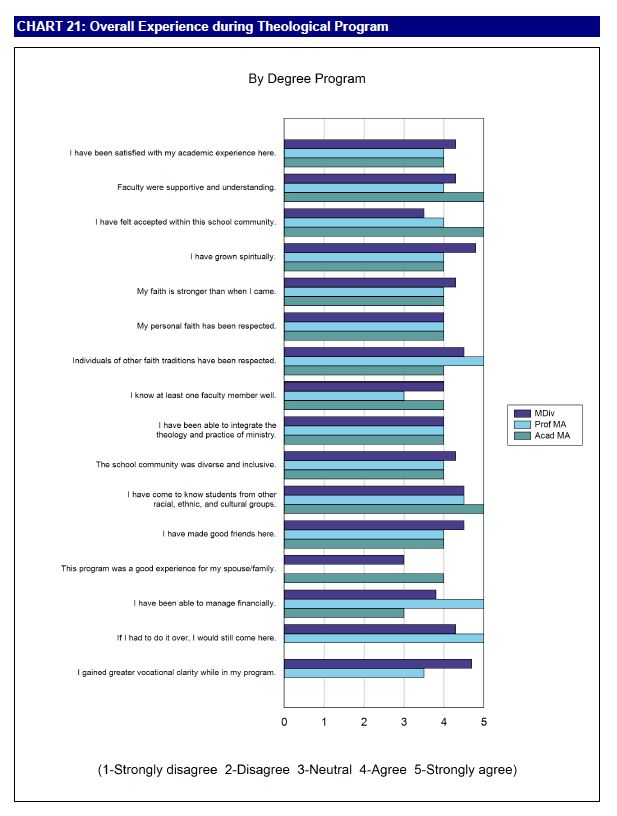 CHART 21: Overall Experience during Theological Program
By Degree Program
I have been satisfied with my academic experience here.
Faculty were supportive and understanding.
I have felt accepted within this school community.
I have grown spiritually.
My faith is stronger than when I came.
My personal faith has been respected.
Individuals of other faith traditions have been respected.
I know at least one faculty member well.
I have been able to integrate the
theology and practice of ministry.
The school community was diverse and inclusive.
I have come to know students from other
racial, ethnic, and cultural groups.
I have made good friends here.
This program was a good experience for my spouse/family.
I have been able to manage financially.
If I had to do it over, I would still come here.
I gained greater vocational clarity while in my program.
MDiv
Prof MA
Acad MA
0 1 2 3 4 5
(1-Strongly disagree 2-Disagree 3-Neutral 4-Agree 5-Strongly agree)